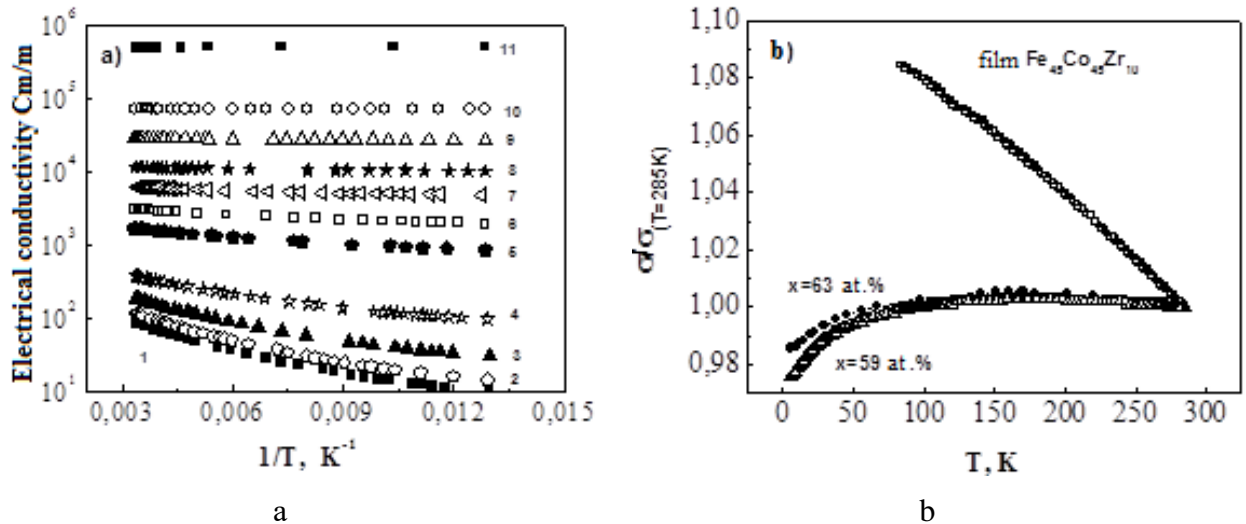 a)
Electrical conductivity Cm/m
10⁶
10⁵
10⁴
10³
10²
10¹
11
10
9
8
7
6
5
4
3
2
1
0,003 0,006 0,009 0,012 0,015
1/T, K⁻¹
a
b)
film Fe₄₅Co₄₅Zr₁₀
σ/σ(T=285K)
1,10
1,08
1,06
1,04
1,02
1,00
0,98
x=63 at.%
x=59 at.%
0 50 100 150 200 250 300
T, K
b